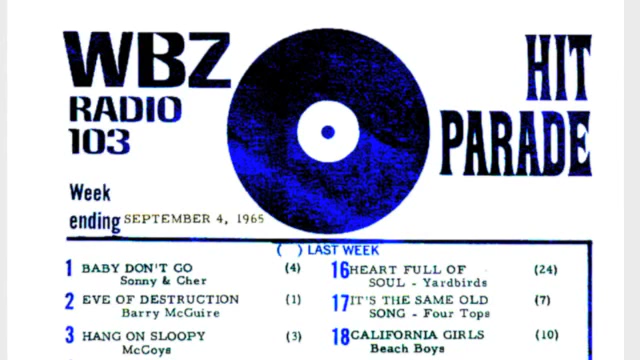 WBZ
RADIO
103
HIT
PARADE
Week
ending SEPTEMBER 4, 1965
( ) LAST WEEK
1 BABY DON'T GO (4)
Sonny & Cher
2 EVE OF DESTRUCTION (1)
Barry McGuire
3 HANG ON SLOOPY (3)
McCoys
16 HEART FULL OF (24)
SOUL - Yardbirds
17 IT'S THE SAME OLD (7)
SONG - Four Tops
18 CALIFORNIA GIRLS (10)
Beach Boys